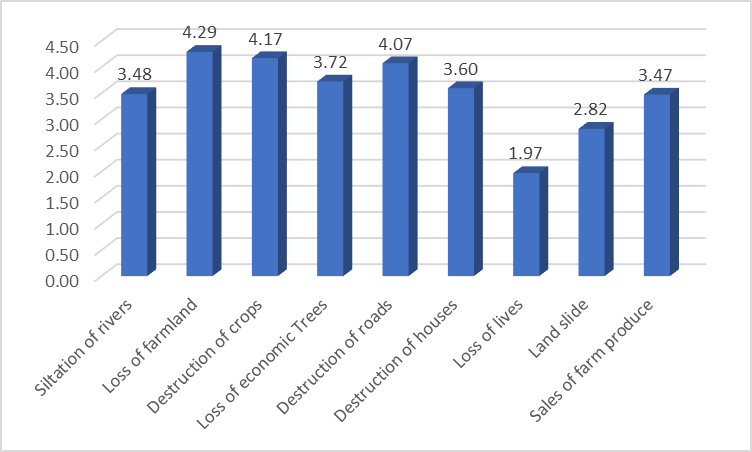 4.50
4.00
3.50
3.00
2.50
2.00
1.50
1.00
0.50
0.00
3.48
4.29
4.17
3.72
4.07
3.60
1.97
2.82
3.47
Siltation of rivers
Loss of farmland
Destruction of crops
Loss of economic Trees
Destruction of roads
Destruction of houses
Loss of lives
Land slide
Sales of farm produce